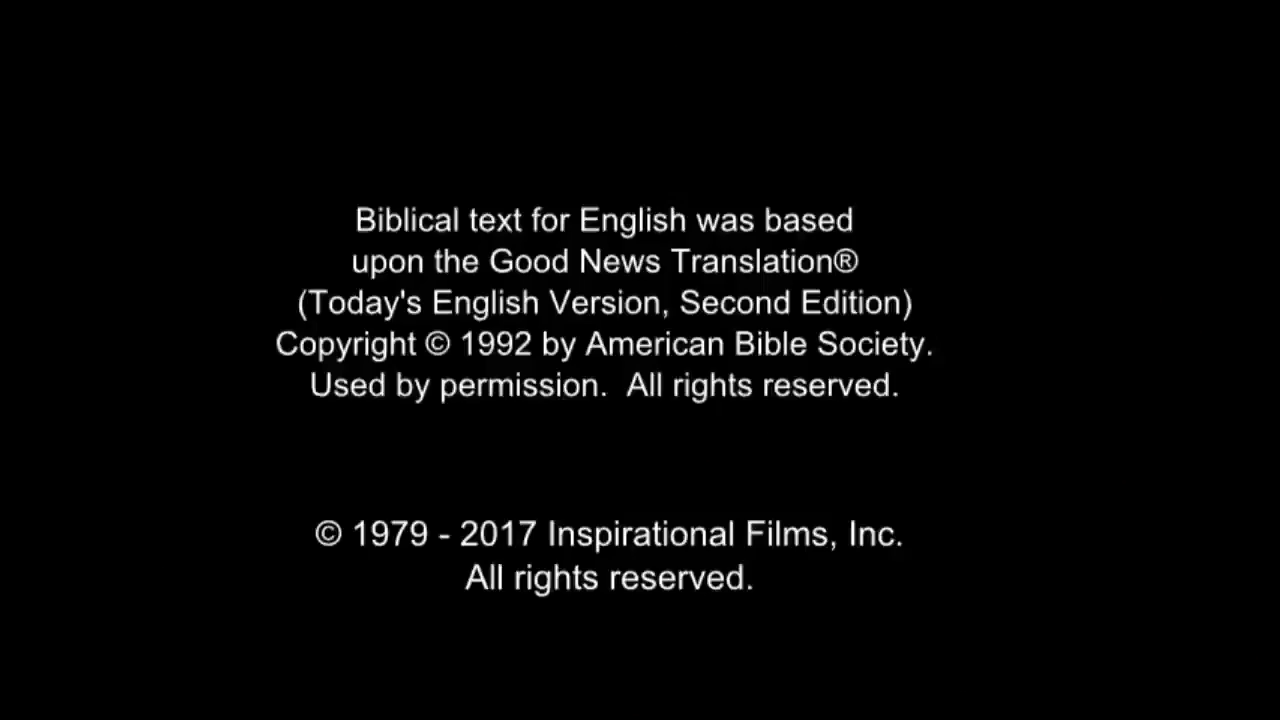 Biblical text for English was based
upon the Good News Translation®
(Today's English Version, Second Edition)
Copyright © 1992 by American Bible Society.
Used by permission.  All rights reserved.
© 1979 - 2017 Inspirational Films, Inc.
All rights reserved.